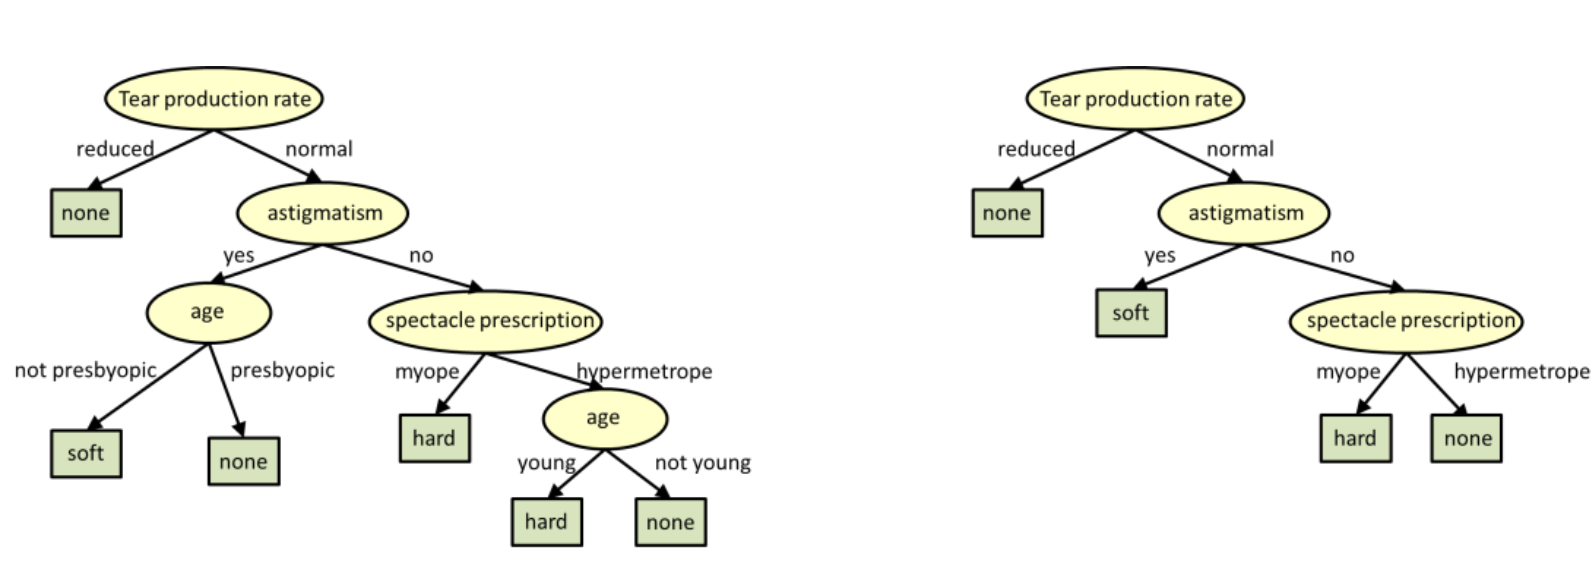 Tear production rate
reduced
normal
none
astigmatism
yes
no
age
spectacle prescription
not presbyopic
presbyopic
myope
hypermetrope
soft
none
hard
age
young
not young
hard
none
Tear production rate
reduced
normal
none
astigmatism
yes
no
soft
spectacle prescription
myope
hypermetrope
hard
none